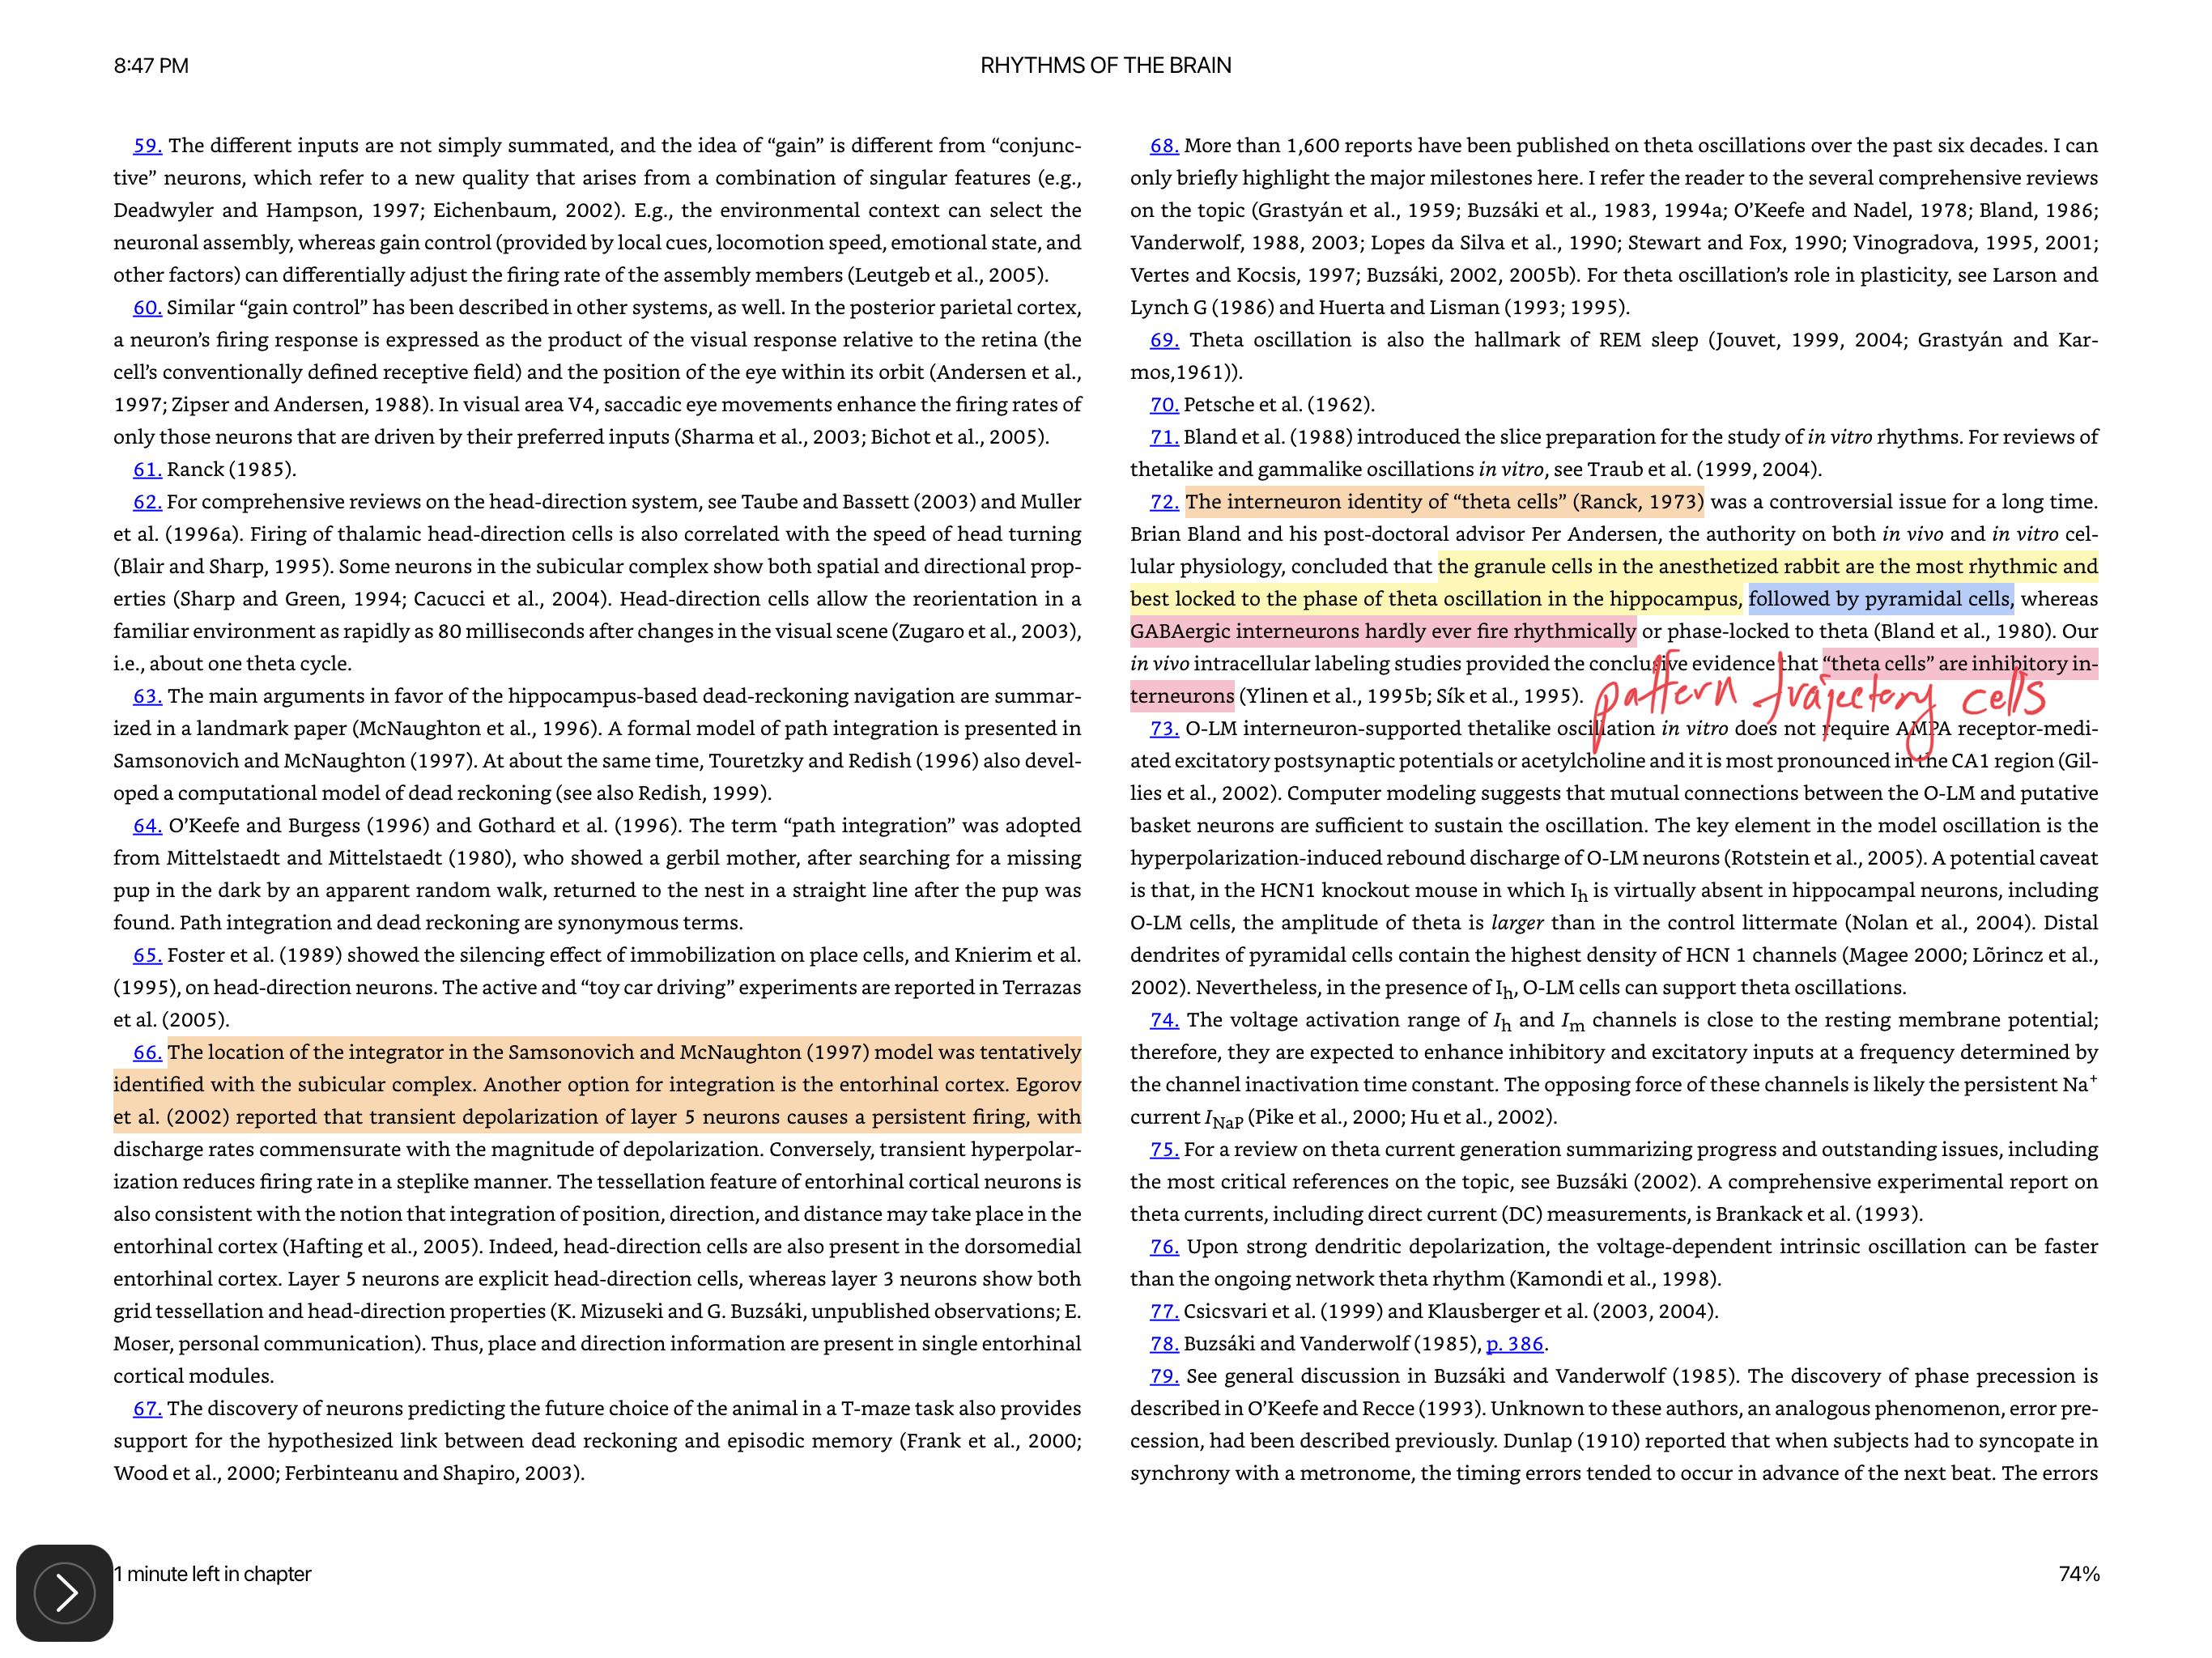 8:47 PM
RHYTHMS OF THE BRAIN
59. The different inputs are not simply summated, and the idea of “gain” is different from “conjunc-
tive” neurons, which refer to a new quality that arises from a combination of singular features (e.g.,
Deadwyler and Hampson, 1997; Eichenbaum, 2002). E.g., the environmental context can select the
neuronal assembly, whereas gain control (provided by local cues, locomotion speed, emotional state, and
other factors) can differentially adjust the firing rate of the assembly members (Leutgeb et al., 2005).
60. Similar “gain control” has been described in other systems, as well. In the posterior parietal cortex,
a neuron’s firing response is expressed as the product of the visual response relative to the retina (the
cell’s conventionally defined receptive field) and the position of the eye within its orbit (Andersen et al.,
1997; Zipser and Andersen, 1988). In visual area V4, saccadic eye movements enhance the firing rates of
only those neurons that are driven by their preferred inputs (Sharma et al., 2003; Bichot et al., 2005).
61. Ranck (1985).
62. For comprehensive reviews on the head-direction system, see Taube and Bassett (2003) and Muller
et al. (1996a). Firing of thalamic head-direction cells is also correlated with the speed of head turning
(Blair and Sharp, 1995). Some neurons in the subicular complex show both spatial and directional prop-
erties (Sharp and Green, 1994; Cacucci et al., 2004). Head-direction cells allow the reorientation in a
familiar environment as rapidly as 80 milliseconds after changes in the visual scene (Zugaro et al., 2003),
i.e., about one theta cycle.
63. The main arguments in favor of the hippocampus-based dead-reckoning navigation are summar-
ized in a landmark paper (McNaughton et al., 1996). A formal model of path integration is presented in
Samsonovich and McNaughton (1997). At about the same time, Touretzky and Redish (1996) also devel-
oped a computational model of dead reckoning (see also Redish, 1999).
64. O’Keefe and Burgess (1996) and Gothard et al. (1996). The term “path integration” was adopted
from Mittelstaedt and Mittelstaedt (1980), who showed a gerbil mother, after searching for a missing
pup in the dark by an apparent random walk, returned to the nest in a straight line after the pup was
found. Path integration and dead reckoning are synonymous terms.
65. Foster et al. (1989) showed the silencing effect of immobilization on place cells, and Knierim et al.
(1995), on head-direction neurons. The active and “toy car driving” experiments are reported in Terrazas
et al. (2005).
66. The location of the integrator in the Samsonovich and McNaughton (1997) model was tentatively
identified with the subicular complex. Another option for integration is the entorhinal cortex. Egorov
et al. (2002) reported that transient depolarization of layer 5 neurons causes a persistent firing, with
discharge rates commensurate with the magnitude of depolarization. Conversely, transient hyperpolar-
ization reduces firing rate in a steplike manner. The tessellation feature of entorhinal cortical neurons is
also consistent with the notion that integration of position, direction, and distance may take place in the
entorhinal cortex (Hafting et al., 2005). Indeed, head-direction cells are also present in the dorsomedial
entorhinal cortex. Layer 5 neurons are explicit head-direction cells, whereas layer 3 neurons show both
grid tessellation and head-direction properties (K. Mizuseki and G. Buzsáki, unpublished observations; E.
Moser, personal communication). Thus, place and direction information are present in single entorhinal
cortical modules.
67. The discovery of neurons predicting the future choice of the animal in a T-maze task also provides
support for the hypothesized link between dead reckoning and episodic memory (Frank et al., 2000;
Wood et al., 2000; Ferbinteanu and Shapiro, 2003).
68. More than 1,600 reports have been published on theta oscillations over the past six decades. I can
only briefly highlight the major milestones here. I refer the reader to the several comprehensive reviews
on the topic (Grastyán et al., 1959; Buzsáki et al., 1983, 1994a; O’Keefe and Nadel, 1978; Bland, 1986;
Vanderwolf, 1988, 2003; Lopes da Silva et al., 1990; Stewart and Fox, 1990; Vinogradova, 1995, 2001;
Vertes and Kocsis, 1997; Buzsáki, 2002, 2005b). For theta oscillation’s role in plasticity, see Larson and
Lynch G (1986) and Huerta and Lisman (1993; 1995).
69. Theta oscillation is also the hallmark of REM sleep (Jouvet, 1999, 2004; Grastyán and Kar-
mos,1961)).
70. Petsche et al. (1962).
71. Bland et al. (1988) introduced the slice preparation for the study of in vitro rhythms. For reviews of
thetalike and gammalike oscillations in vitro, see Traub et al. (1999, 2004).
72. The interneuron identity of “theta cells” (Ranck, 1973) was a controversial issue for a long time.
Brian Bland and his post-doctoral advisor Per Andersen, the authority on both in vivo and in vitro cel-
lular physiology, concluded that the granule cells in the anesthetized rabbit are the most rhythmic and
best locked to the phase of theta oscillation in the hippocampus, followed by pyramidal cells, whereas
GABAergic interneurons hardly ever fire rhythmically or phase-locked to theta (Bland et al., 1980). Our
in vivo intracellular labeling studies provided the conclusive evidence that “theta cells” are inhibitory in-
terneurons (Ylinen et al., 1995b; Sík et al., 1995).
pattern trajectory cells
73. O-LM interneuron-supported thetalike oscillation in vitro does not require AMPA receptor-medi-
ated excitatory postsynaptic potentials or acetylcholine and it is most pronounced in the CA1 region (Gil-
lies et al., 2002). Computer modeling suggests that mutual connections between the O-LM and putative
basket neurons are sufficient to sustain the oscillation. The key element in the model oscillation is the
hyperpolarization-induced rebound discharge of O-LM neurons (Rotstein et al., 2005). A potential caveat
is that, in the HCN1 knockout mouse in which Ih is virtually absent in hippocampal neurons, including
O-LM cells, the amplitude of theta is larger than in the control littermate (Nolan et al., 2004). Distal
dendrites of pyramidal cells contain the highest density of HCN 1 channels (Magee 2000; Lõrincz et al.,
2002). Nevertheless, in the presence of Ih, O-LM cells can support theta oscillations.
74. The voltage activation range of Ih and Im channels is close to the resting membrane potential;
therefore, they are expected to enhance inhibitory and excitatory inputs at a frequency determined by
the channel inactivation time constant. The opposing force of these channels is likely the persistent Na⁺
current INaP (Pike et al., 2000; Hu et al., 2002).
75. For a review on theta current generation summarizing progress and outstanding issues, including
the most critical references on the topic, see Buzsáki (2002). A comprehensive experimental report on
theta currents, including direct current (DC) measurements, is Brankack et al. (1993).
76. Upon strong dendritic depolarization, the voltage-dependent intrinsic oscillation can be faster
than the ongoing network theta rhythm (Kamondi et al., 1998).
77. Csicsvari et al. (1999) and Klausberger et al. (2003, 2004).
78. Buzsáki and Vanderwolf (1985), p. 386.
79. See general discussion in Buzsáki and Vanderwolf (1985). The discovery of phase precession is
described in O’Keefe and Recce (1993). Unknown to these authors, an analogous phenomenon, error pre-
cession, had been described previously. Dunlap (1910) reported that when subjects had to syncopate in
synchrony with a metronome, the timing errors tended to occur in advance of the next beat. The errors
1 minute left in chapter
74%